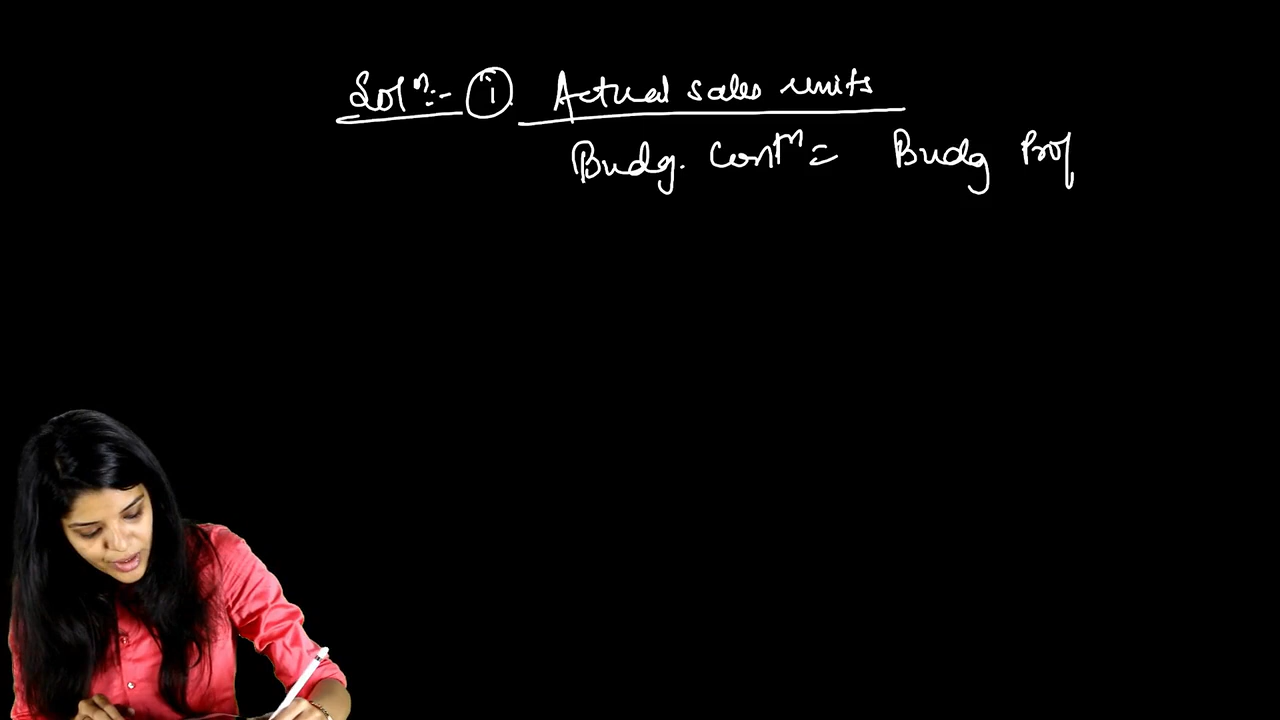 Solⁿ:- (i) Actual sales units
Budg. Contⁿ = Budg Prof